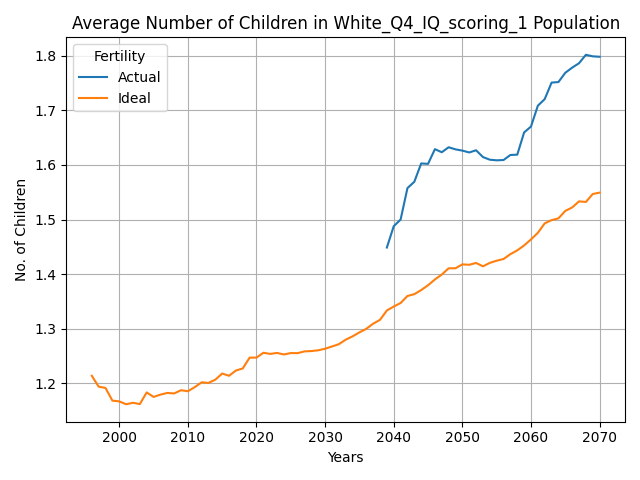 Average Number of Children in White_Q4_IQ_scoring_1 Population
Fertility
Actual
Ideal
No. of Children
1.8
1.7
1.6
1.5
1.4
1.3
1.2
2000 2010 2020 2030 2040 2050 2060 2070
Years